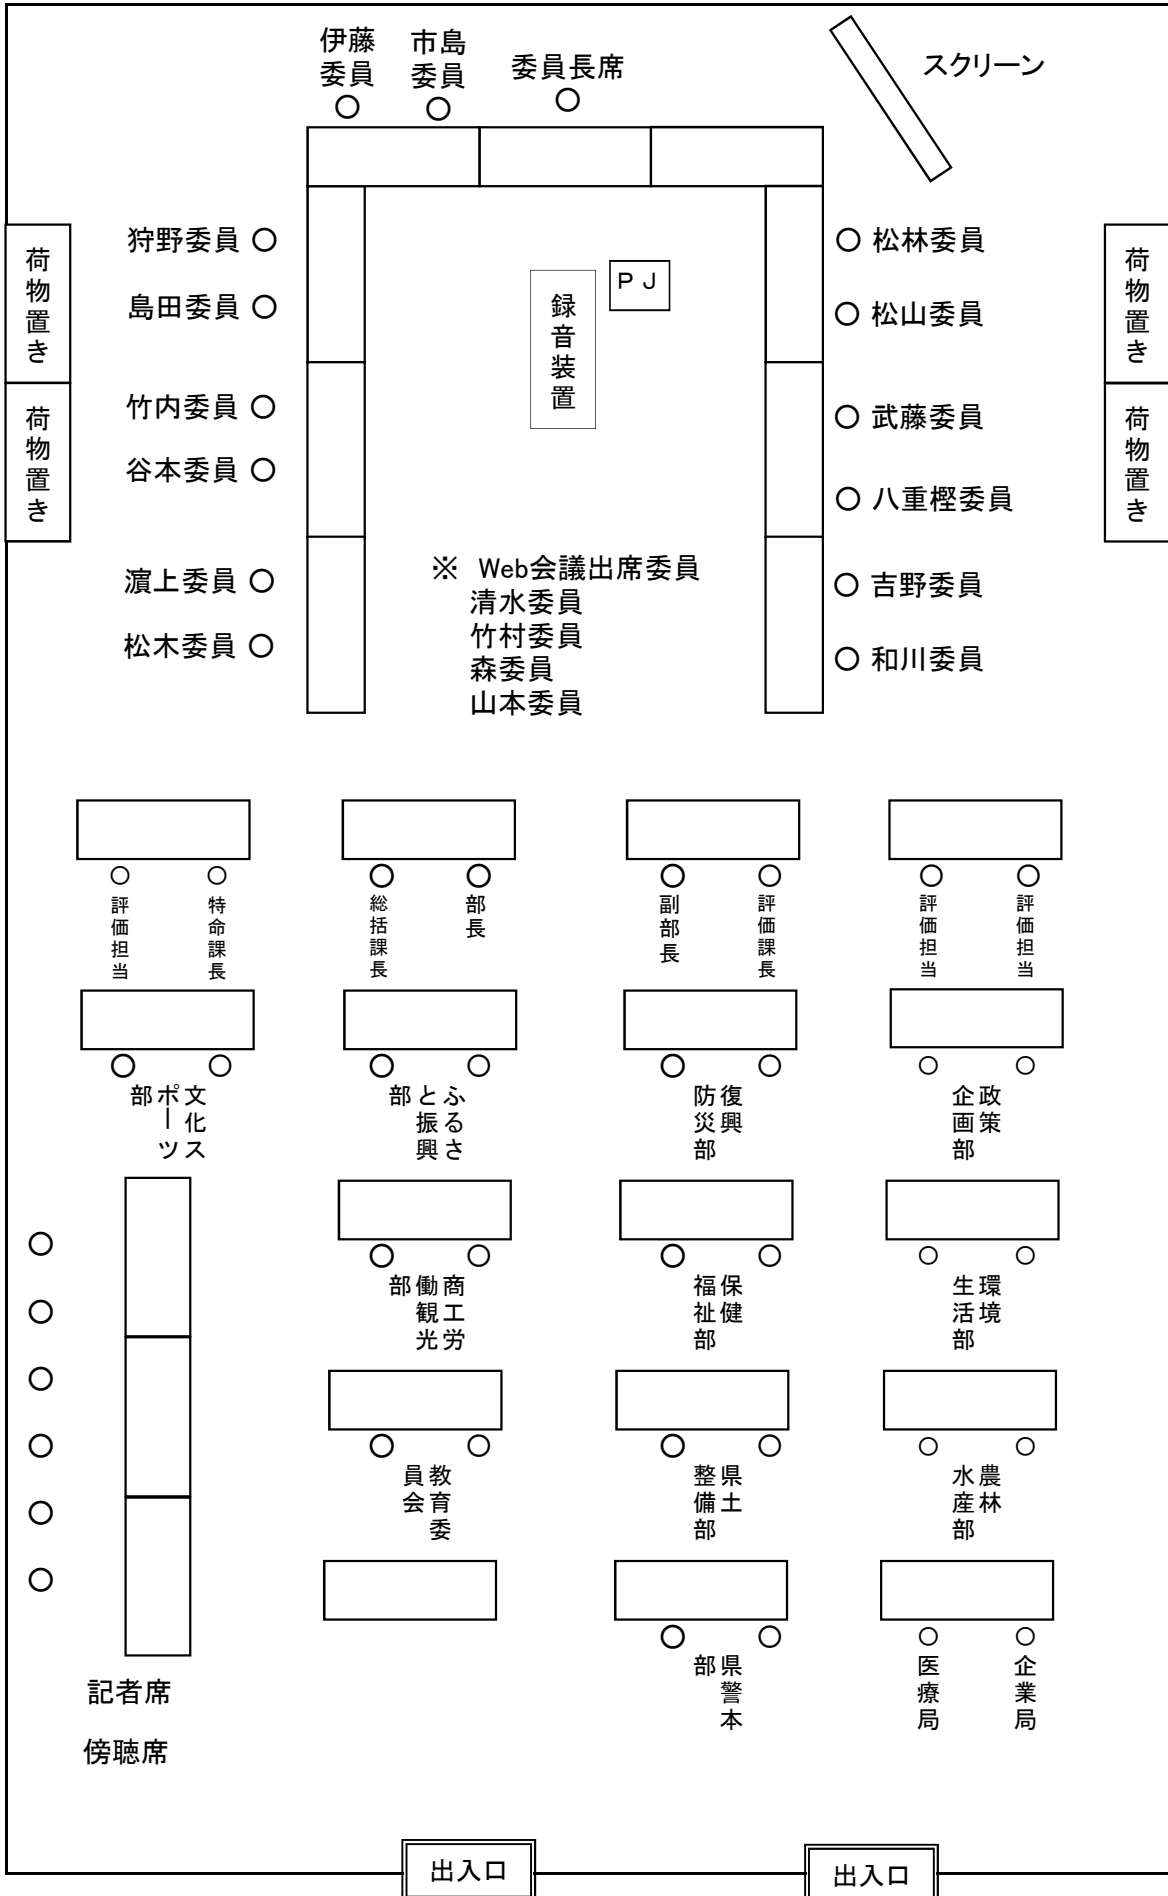 伊藤
委員
市島
委員
委員長席
スクリーン
狩野委員
島田委員
竹内委員
谷本委員
濵上委員
松木委員
荷物置き
荷物置き
ＰＪ
録音装置
松林委員
松山委員
武藤委員
八重樫委員
吉野委員
和川委員
荷物置き
荷物置き
※ Web会議出席委員
清水委員
竹村委員
森委員
山本委員
評価担当
特命課長
総括課長
部長
副部長
評価課長
評価担当
評価担当
文化ス
ポーツ
部
ふるさ
と振興
部
復興
防災部
政策
企画部
商工労
働観光
部
保健
福祉部
環境
生活部
教育委
員会
県土
整備部
農林
水産部
県警本
部
医療局
企業局
記者席
傍聴席
出入口
出入口